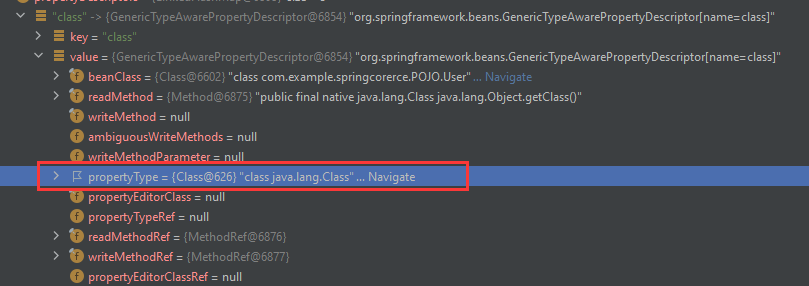 "class" -> {GenericTypeAwarePropertyDescriptor@6854} "org.springframework.beans.GenericTypeAwarePropertyDescriptor[name=class]"
key = "class"
value = {GenericTypeAwarePropertyDescriptor@6854} "org.springframework.beans.GenericTypeAwarePropertyDescriptor[name=class]"
beanClass = {Class@6602} "class com.example.springcorerce.POJO.User" ... Navigate
readMethod = {Method@6875} "public final native java.lang.Class java.lang.Object.getClass()"
writeMethod = null
ambiguousWriteMethods = null
writeMethodParameter = null
propertyType = {Class@626} "class java.lang.Class" ... Navigate
propertyEditorClass = null
propertyTypeRef = null
readMethodRef = {MethodRef@6876}
writeMethodRef = {MethodRef@6877}
propertyEditorClassRef = null